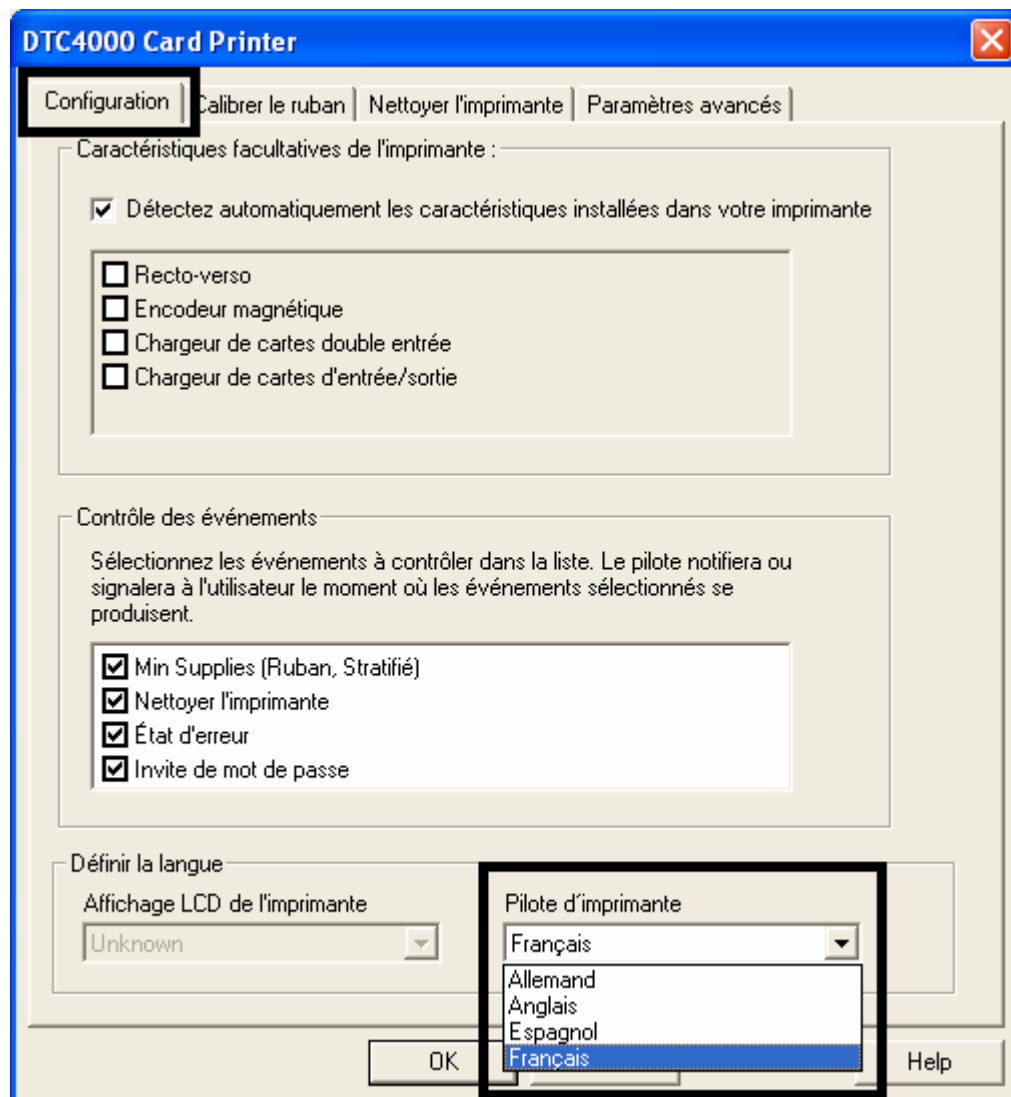 DTC4000 Card Printer
Configuration
Calibrer le ruban
Nettoyer l'imprimante
Paramètres avancés
Caractéristiques facultatives de l'imprimante :
Détectez automatiquement les caractéristiques installées dans votre imprimante
Recto-verso
Encodeur magnétique
Chargeur de cartes double entrée
Chargeur de cartes d'entrée/sortie
Contrôle des événements
Sélectionnez les événements à contrôler dans la liste. Le pilote notifiera ou
signalera à l'utilisateur le moment où les événements sélectionnés se
produisent.
Min Supplies (Ruban, Stratifié)
Nettoyer l'imprimante
État d'erreur
Invite de mot de passe
Définir la langue
Affichage LCD de l'imprimante
Unknown
Pilote d´imprimante
Français
Allemand
Anglais
Espagnol
Français
OK
Help